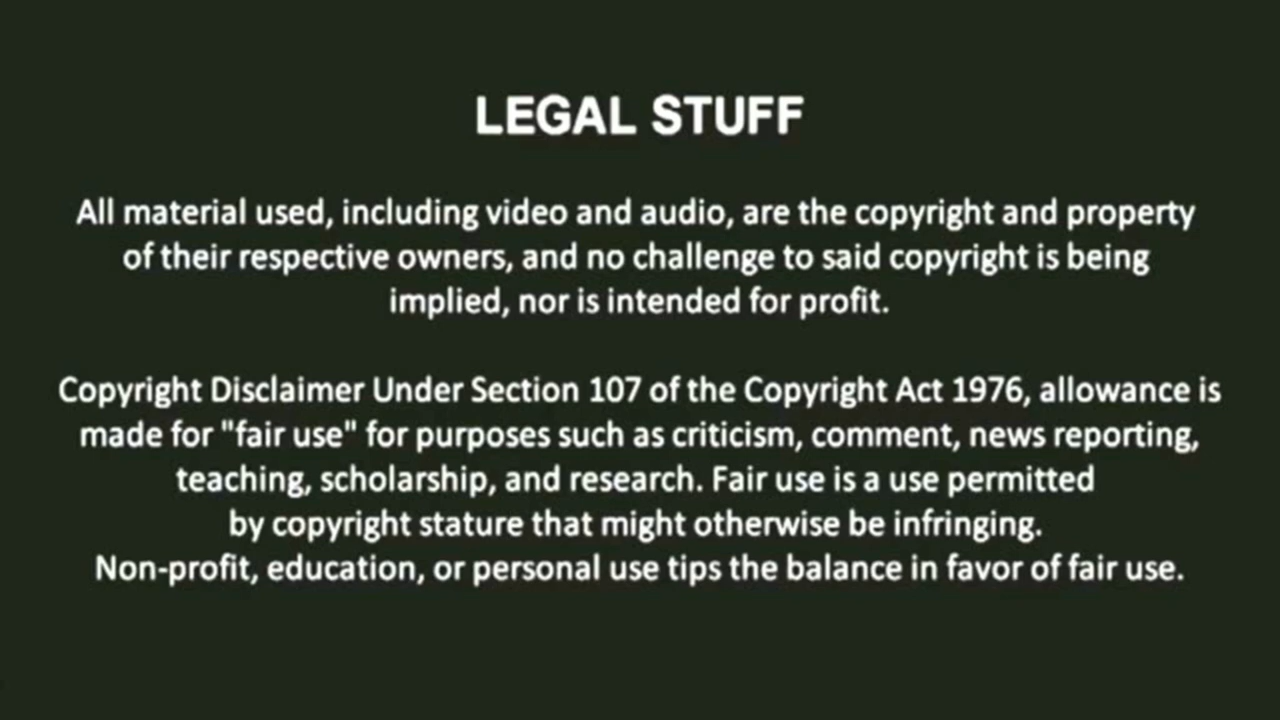 LEGAL STUFF
All material used, including video and audio, are the copyright and property
of their respective owners, and no challenge to said copyright is being
implied, nor is intended for profit.
Copyright Disclaimer Under Section 107 of the Copyright Act 1976, allowance is
made for "fair use" for purposes such as criticism, comment, news reporting,
teaching, scholarship, and research. Fair use is a use permitted
by copyright stature that might otherwise be infringing.
Non-profit, education, or personal use tips the balance in favor of fair use.